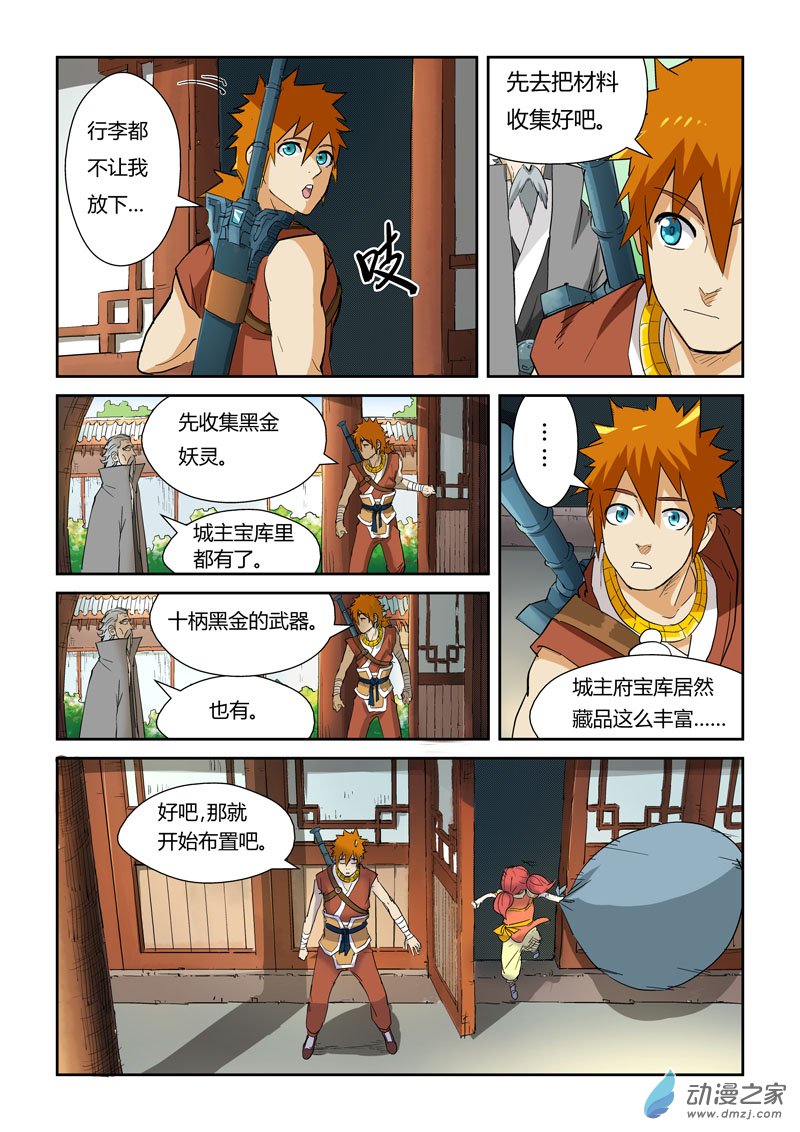 行李都
不让我
放下...
吱
先去把材料
收集好吧。
先收集黑金
妖灵。
城主宝库里
都有了。
十柄黑金的武器。
也有。
……
城主府宝库居然
藏品这么丰富……
好吧，那就
开始布置吧。
动漫之家
www.dmzj.com